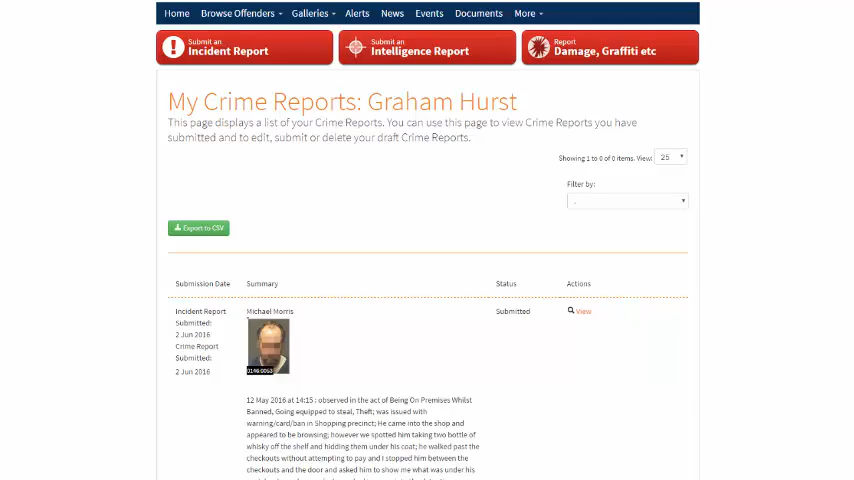 Home Browse Offenders Galleries Alerts News Events Documents More
Submit an
Incident Report
Submit an
Intelligence Report
Report
Damage, Graffiti etc
My Crime Reports: Graham Hurst
This page displays a list of your Crime Reports. You can use this page to view Crime Reports you have
submitted and to edit, submit or delete your draft Crime Reports.
Showing 1 to 0 of 0 items. View: 25
Filter by:
Export to CSV
Submission Date Summary Status Actions
Incident Report Michael Morris Submitted View
Submitted:
2 Jun 2016
Crime Report
Submitted:
2 Jun 2016
0146:0063
12 May 2016 at 14:15 : observed in the act of Being On Premises Whilst
Banned, Going equipped to steal, Theft; was issued with
warning/card/ban in Shopping precinct; He came into the shop and
appeared to be browsing; however we spotted him taking two bottle of
whisky off the shelf and hidding them under his coat; he walked past the
checkouts without attempting to pay and I stopped him between the
checkouts and the door and asked him to show me what was under his